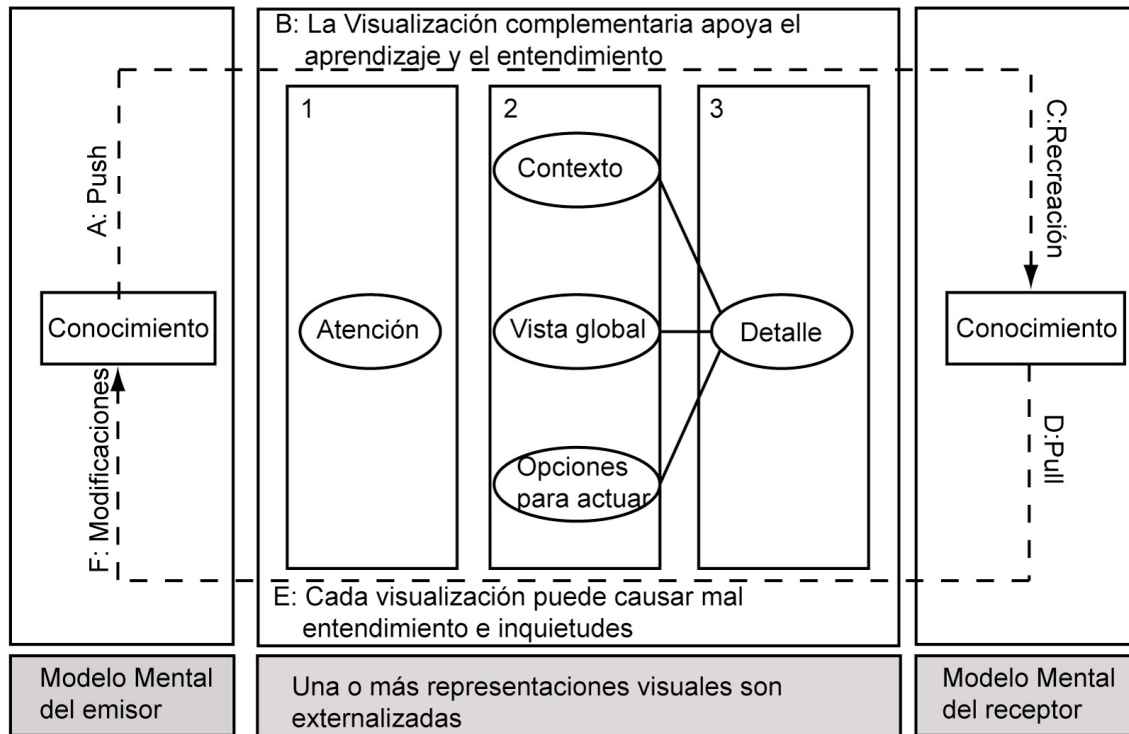 B: La Visualización complementaria apoya el
aprendizaje y el entendimiento
A: Push
Conocimiento
F: Modificaciones
1
Atención
2
Contexto
Vista global
Opciones
para actuar
3
Detalle
C:Recreación
Conocimiento
D:Pull
E: Cada visualización puede causar mal
entendimiento e inquietudes
Modelo Mental
del emisor
Una o más representaciones visuales son
externalizadas
Modelo Mental
del receptor